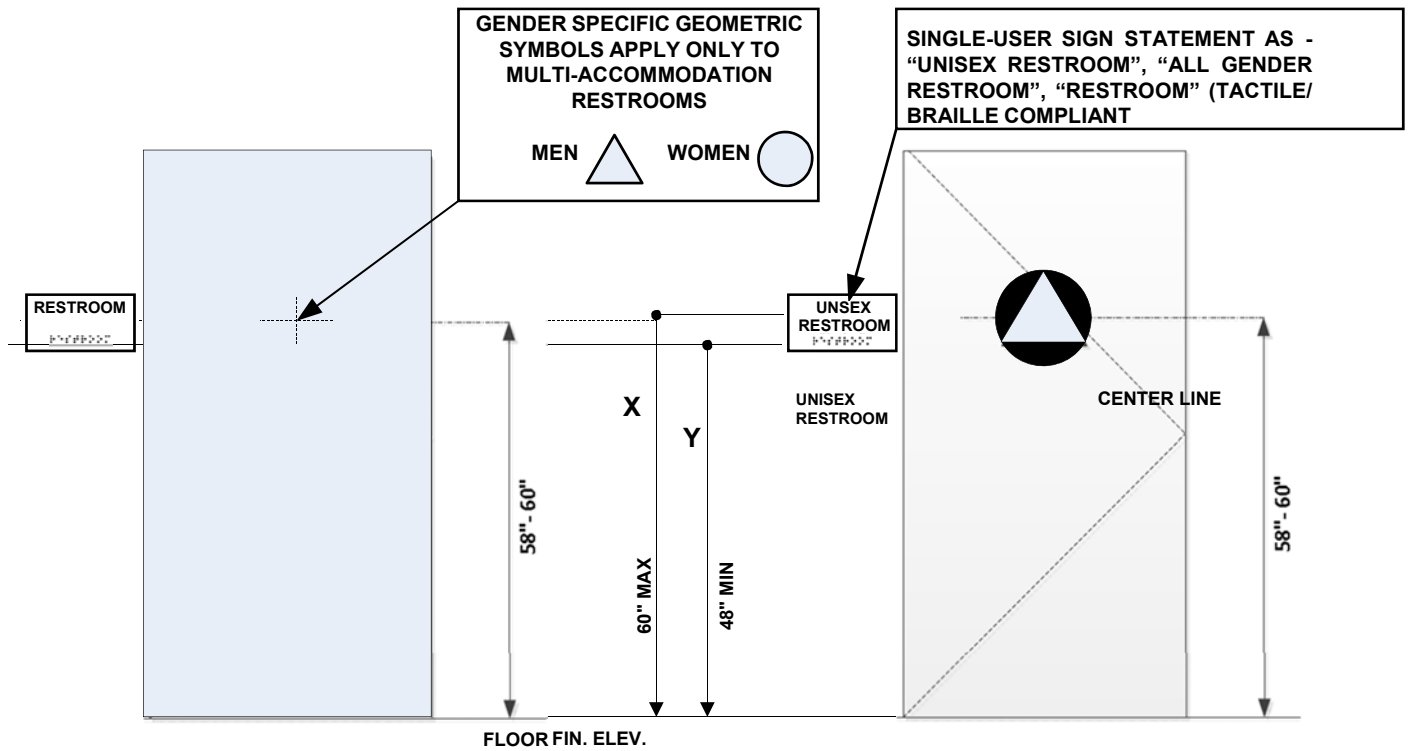 GENDER SPECIFIC GEOMETRIC
SYMBOLS APPLY ONLY TO
MULTI-ACCOMMODATION
RESTROOMS
MEN
WOMEN
SINGLE-USER SIGN STATEMENT AS -
“UNISEX RESTROOM”, “ALL GENDER
RESTROOM”, “RESTROOM” (TACTILE/
BRAILLE COMPLIANT
RESTROOM
UNSEX
RESTROOM
UNISEX
RESTROOM
CENTER LINE
X
Y
58"- 60"
60" MAX
48" MIN
58"- 60"
FLOOR FIN. ELEV.